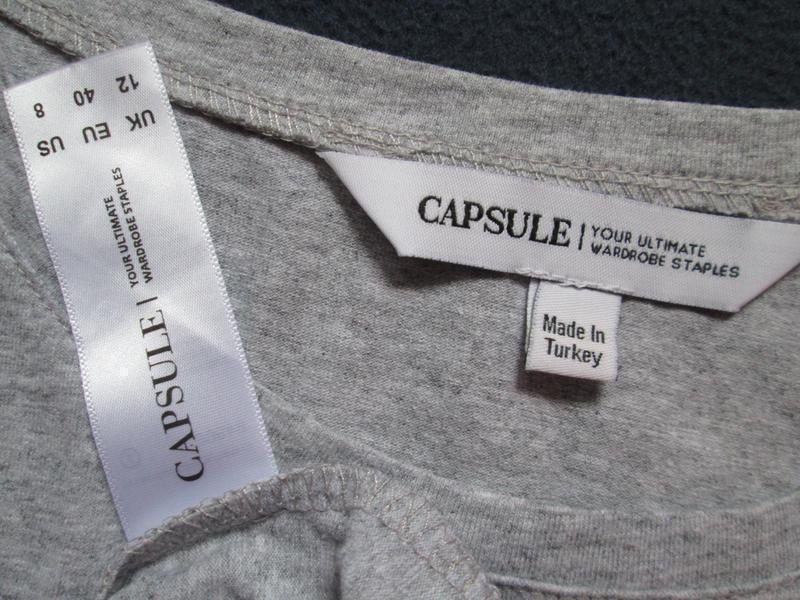 UK EU US
12 40 8
CAPSULE | YOUR ULTIMATE
WARDROBE STAPLES
CAPSULE | YOUR ULTIMATE
WARDROBE STAPLES
Made In
Turkey